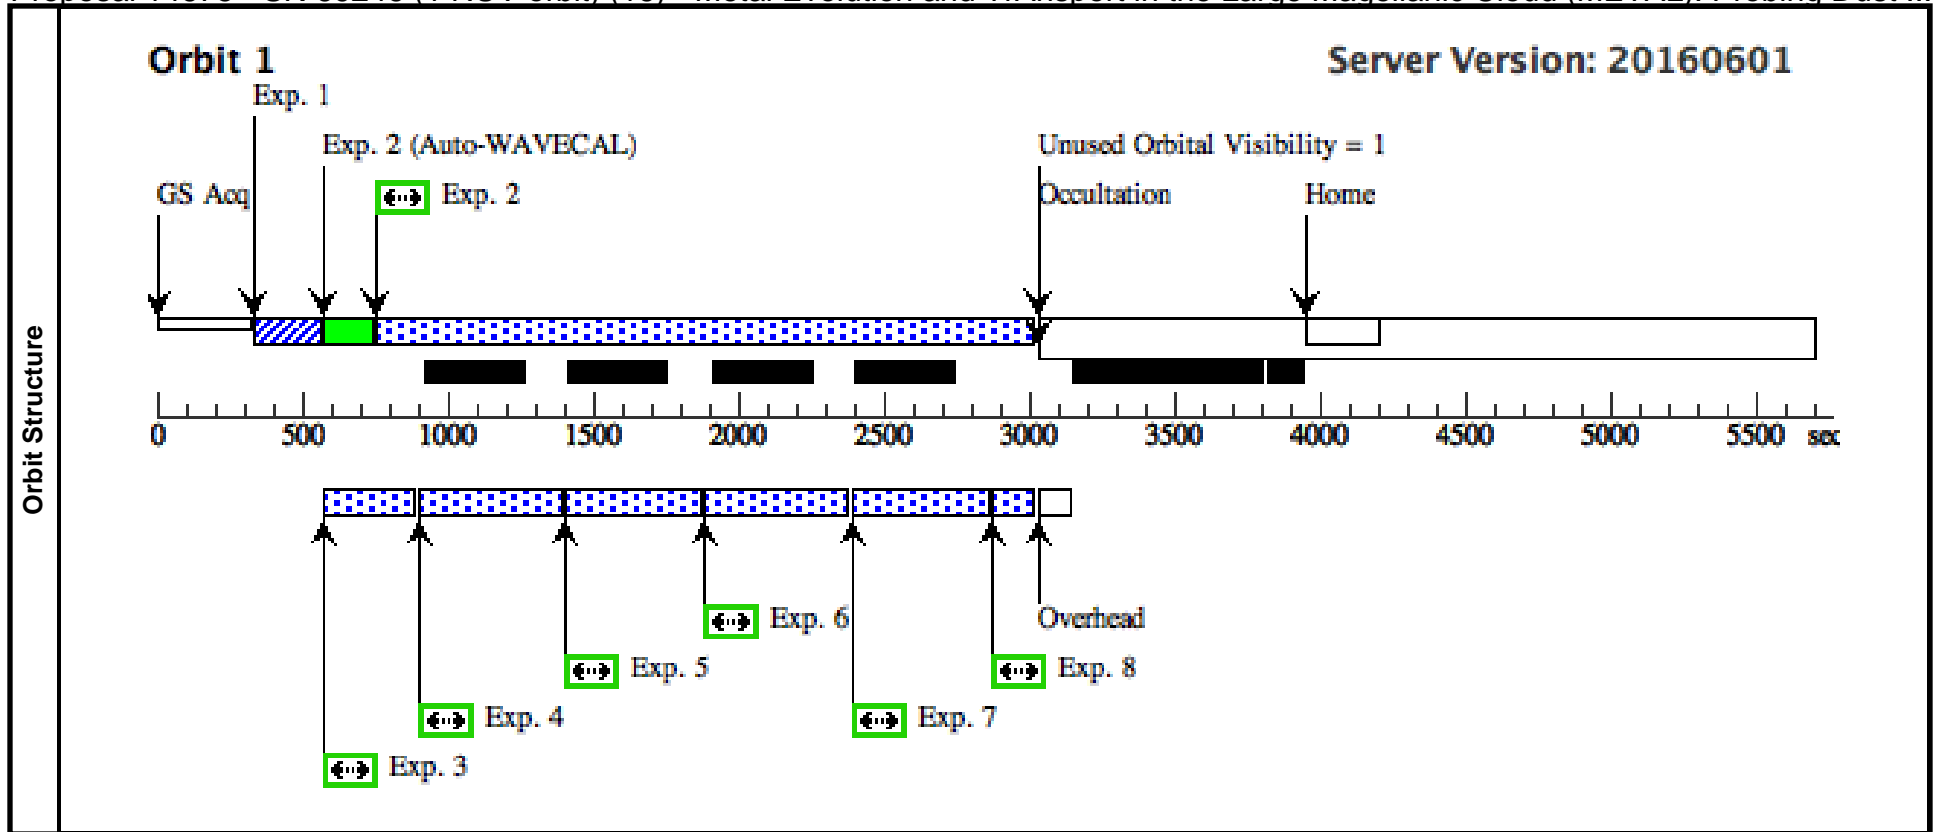 Orbit 1
Server Version: 20160601
Exp. 1
Exp. 2 (Auto-WAVECAL)
Unused Orbital Visibility = 1
GS Acq
Exp. 2
Occultation
Home
Orbit Structure
0 500 1000 1500 2000 2500 3000 3500 4000 4500 5000 5500 sec
Exp. 6
Overhead
Exp. 5
Exp. 8
Exp. 4
Exp. 7
Exp. 3